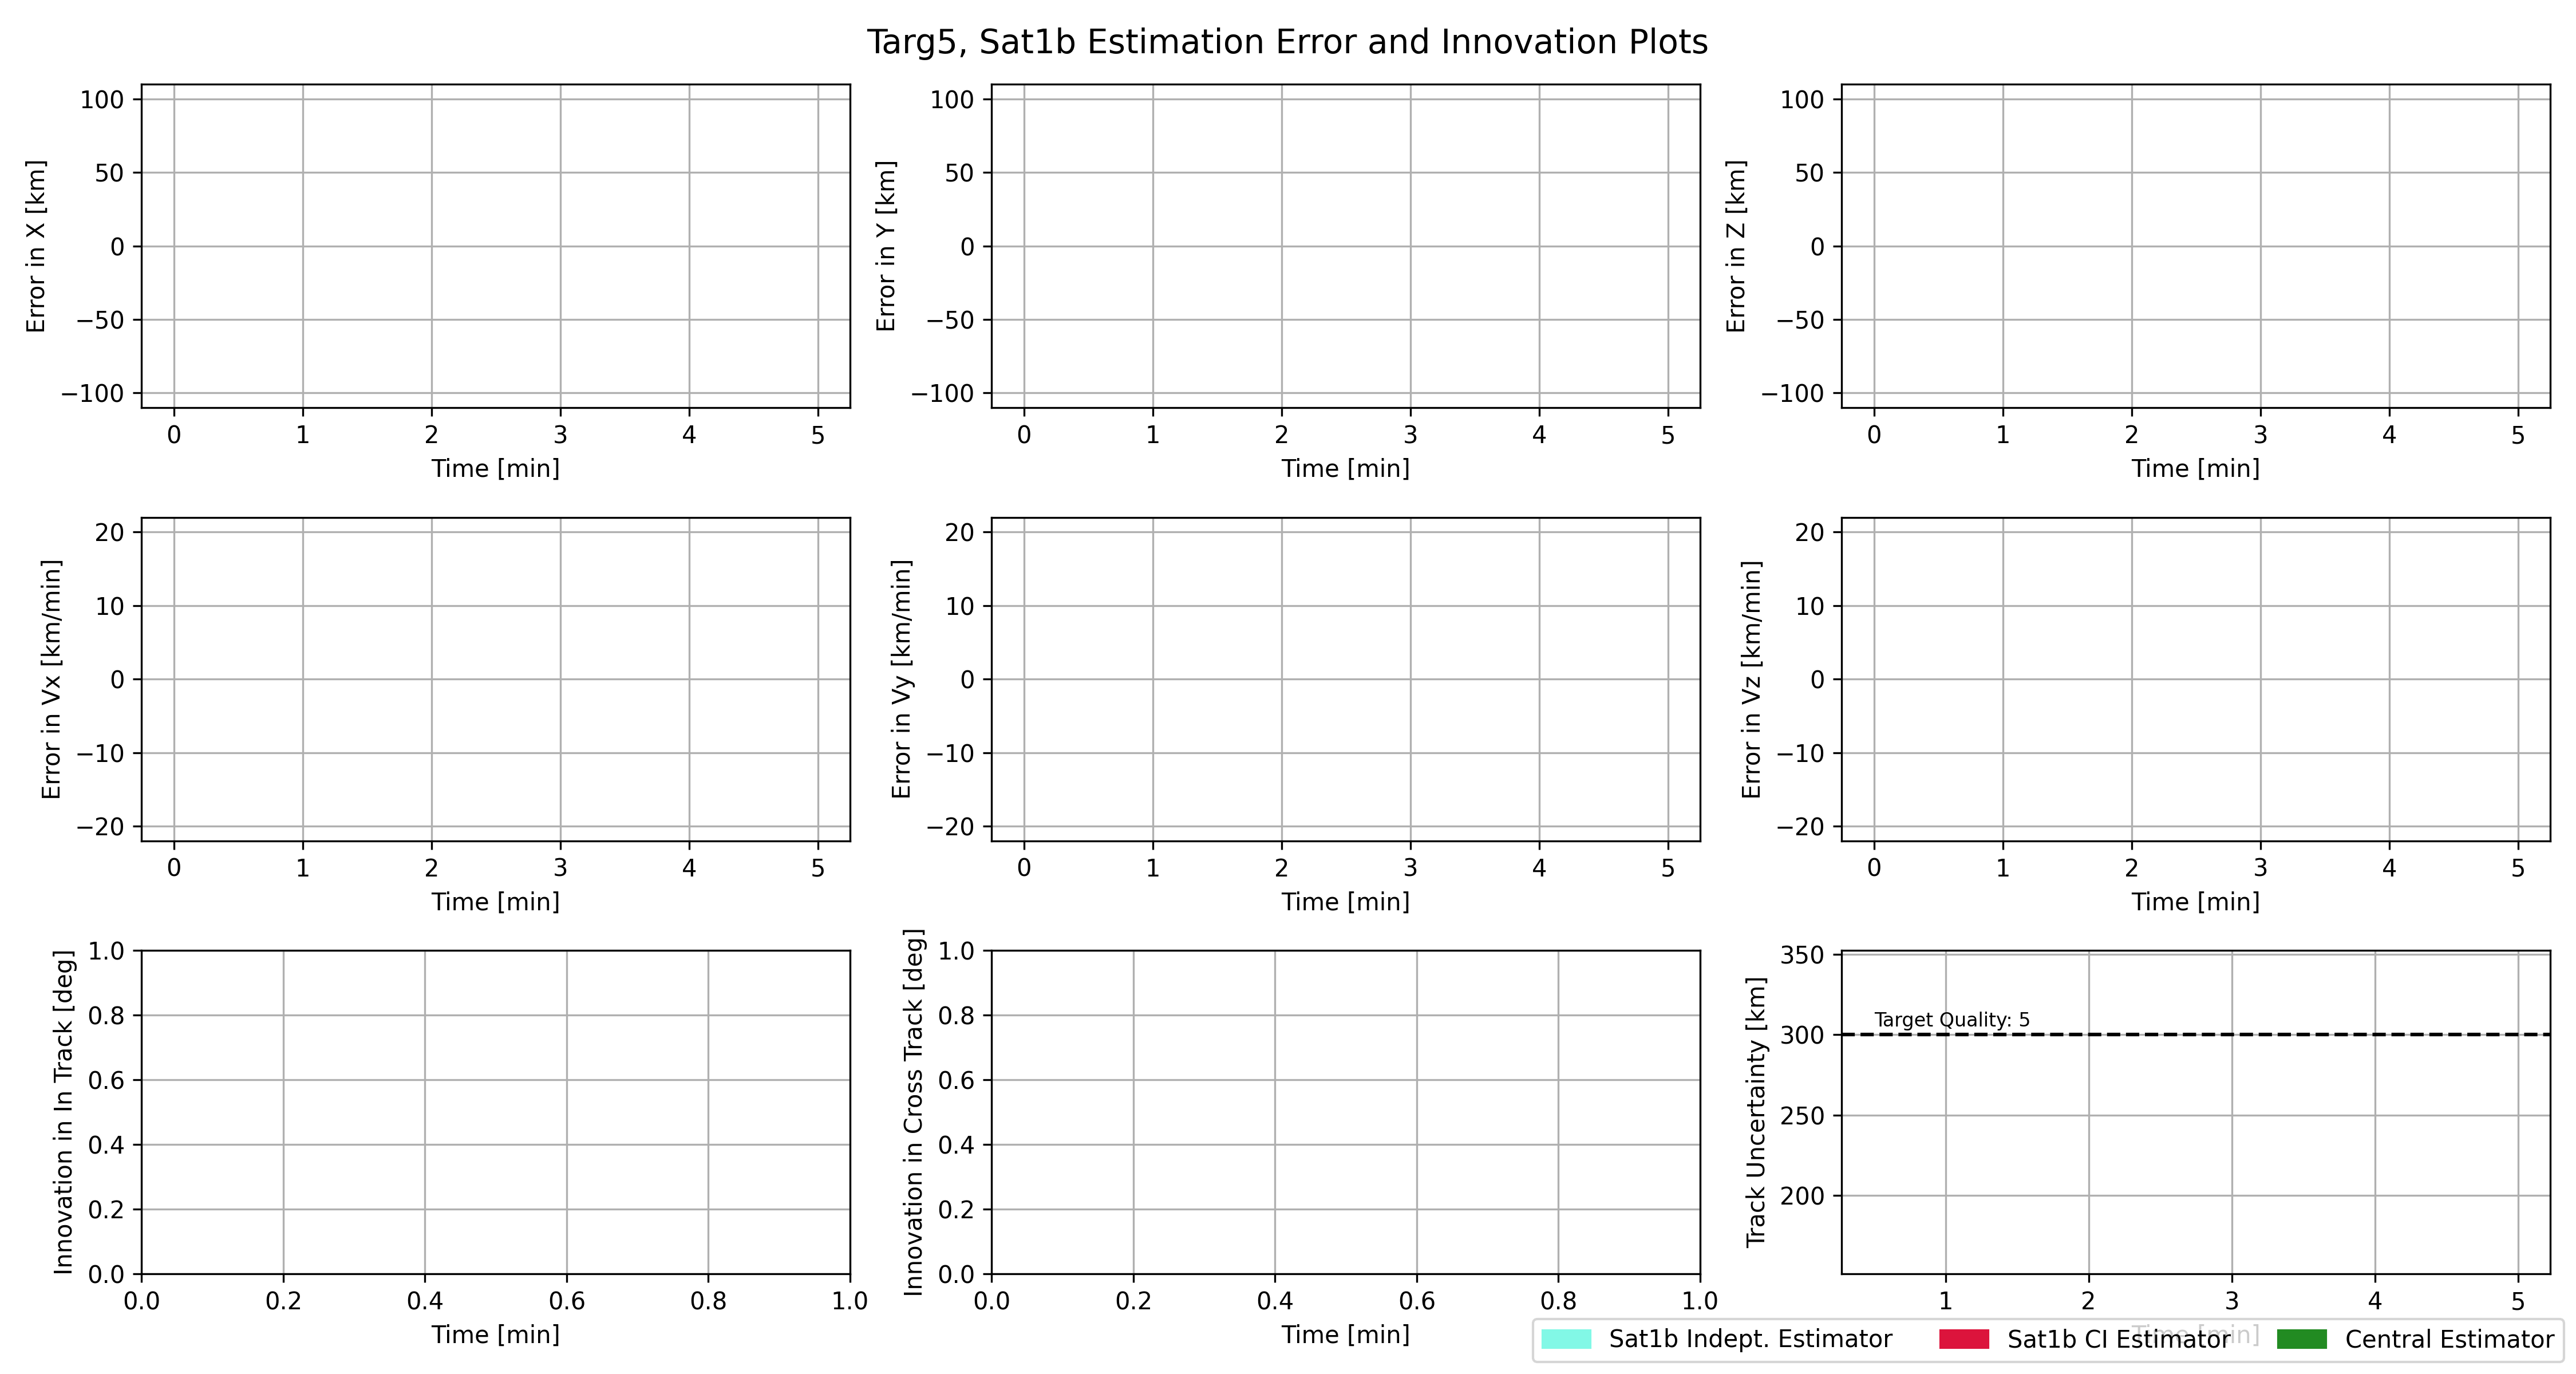 Targ5, Sat1b Estimation Error and Innovation Plots
Error in X [km]
100
50
0
−50
−100
0 1 2 3 4 5
Time [min]
Error in Y [km]
100
50
0
−50
−100
0 1 2 3 4 5
Time [min]
Error in Z [km]
100
50
0
−50
−100
0 1 2 3 4 5
Time [min]
Error in Vx [km/min]
20
10
0
−10
−20
0 1 2 3 4 5
Time [min]
Error in Vy [km/min]
20
10
0
−10
−20
0 1 2 3 4 5
Time [min]
Error in Vz [km/min]
20
10
0
−10
−20
0 1 2 3 4 5
Time [min]
Innovation in In Track [deg]
1.0
0.8
0.6
0.4
0.2
0.0
0.0 0.2 0.4 0.6 0.8 1.0
Time [min]
Innovation in Cross Track [deg]
1.0
0.8
0.6
0.4
0.2
0.0
0.0 0.2 0.4 0.6 0.8 1.0
Time [min]
Track Uncertainty [km]
350
300
250
200
Target Quality: 5
1 2 3 4 5
Time [min]
Sat1b Indept. Estimator Sat1b CI Estimator Central Estimator